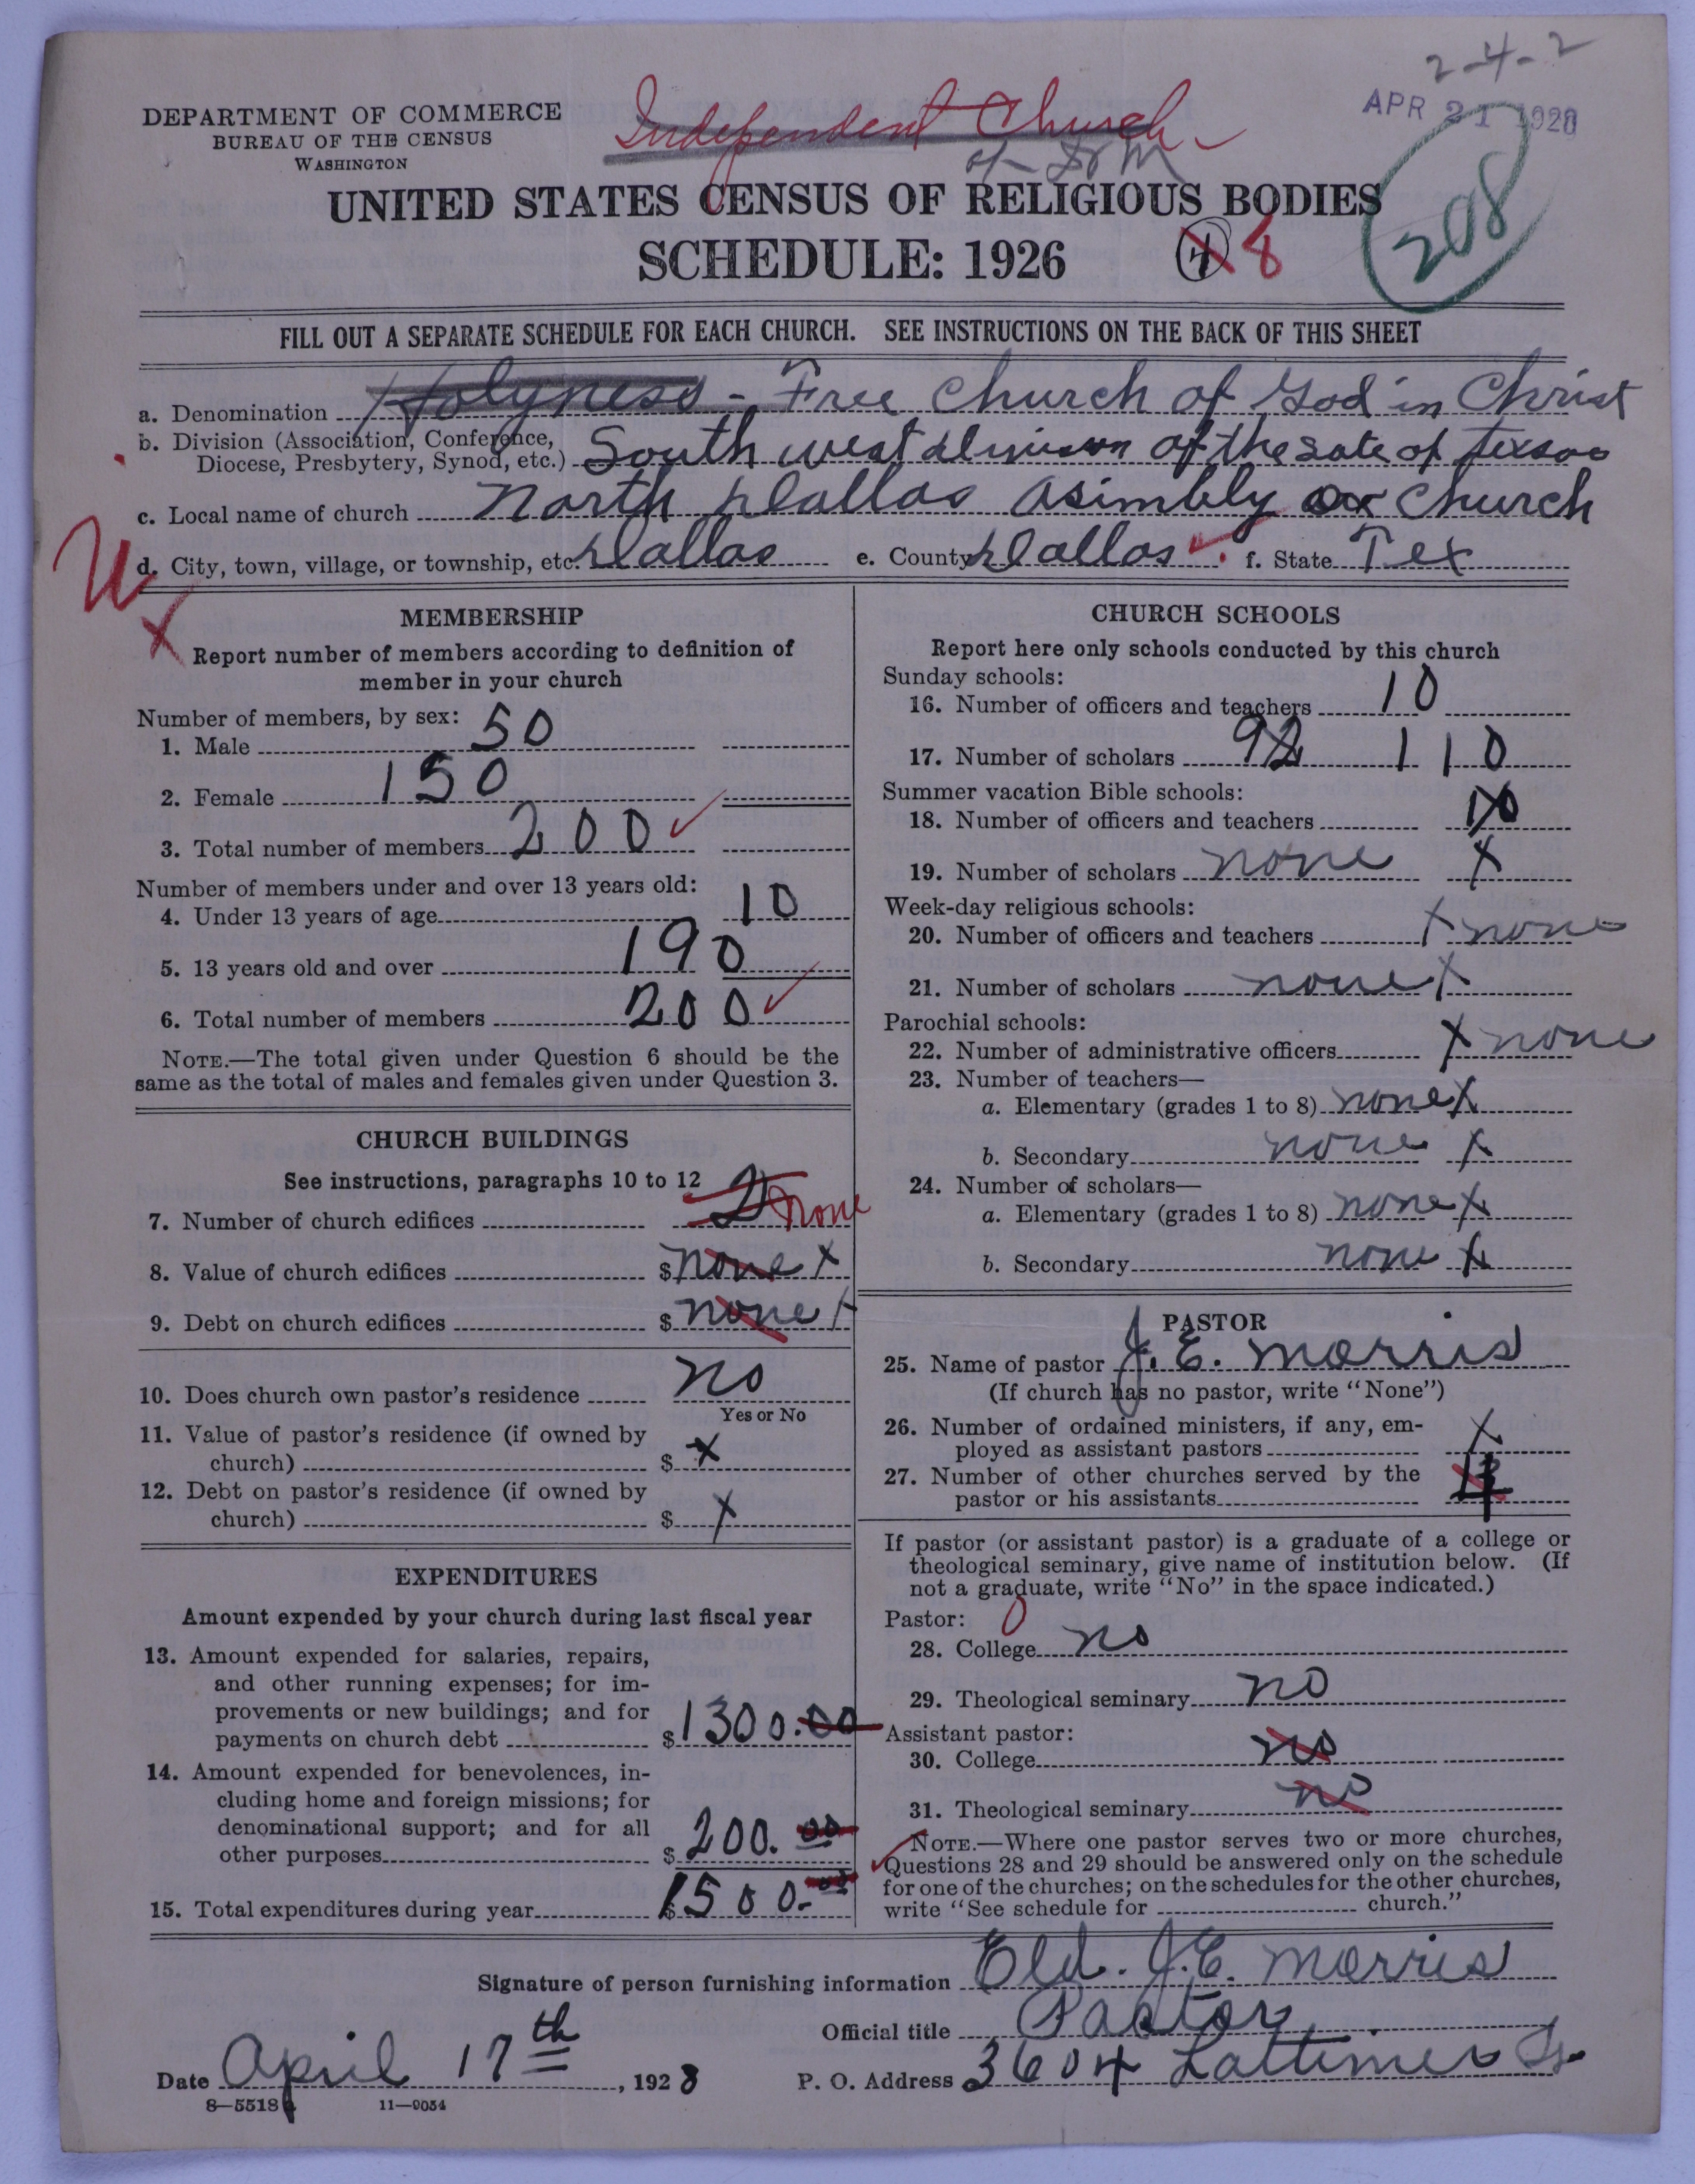 2-4-2
DEPARTMENT OF COMMERCE
BUREAU OF THE CENSUS
WASHINGTON
Independent Church
APR 21 1928
208
UNITED STATES CENSUS OF RELIGIOUS BODIES
SCHEDULE: 1926 4 8
FILL OUT A SEPARATE SCHEDULE FOR EACH CHURCH. SEE INSTRUCTIONS ON THE BACK OF THIS SHEET
a. Denomination Holyness - Free Church of God in Christ
b. Division (Association, Conference,
Diocese, Presbytery, Synod, etc.) South west division of the sate of texsas
c. Local name of church North Dallas asimbly or Church
d. City, town, village, or township, etc. Dallas e. County Dallas f. State Tex
MEMBERSHIP
Report number of members according to definition of
member in your church
Number of members, by sex:
1. Male 50
2. Female 150
3. Total number of members 200
Number of members under and over 13 years old:
4. Under 13 years of age 10
5. 13 years old and over 190
6. Total number of members 200
NOTE.—The total given under Question 6 should be the
same as the total of males and females given under Question 3.
CHURCH BUILDINGS
See instructions, paragraphs 10 to 12
7. Number of church edifices 2 none
8. Value of church edifices $ none x
9. Debt on church edifices $ none x
10. Does church own pastor's residence no
Yes or No
11. Value of pastor's residence (if owned by
church) $ x
12. Debt on pastor's residence (if owned by
church) $ x
EXPENDITURES
Amount expended by your church during last fiscal year
13. Amount expended for salaries, repairs,
and other running expenses; for im-
provements or new buildings; and for
payments on church debt $ 1300.00
14. Amount expended for benevolences, in-
cluding home and foreign missions; for
denominational support; and for all
other purposes $ 200.00
15. Total expenditures during year $ 1500.00
CHURCH SCHOOLS
Report here only schools conducted by this church
Sunday schools:
16. Number of officers and teachers 10
17. Number of scholars 92 110
Summer vacation Bible schools:
18. Number of officers and teachers 10
19. Number of scholars none x
Week-day religious schools:
20. Number of officers and teachers x none
21. Number of scholars none x
Parochial schools:
22. Number of administrative officers x none
23. Number of teachers—
a. Elementary (grades 1 to 8) none x
b. Secondary none x
24. Number of scholars—
a. Elementary (grades 1 to 8) none x
b. Secondary none x
PASTOR
25. Name of pastor J. E. Morris
(If church has no pastor, write "None")
26. Number of ordained ministers, if any, em-
ployed as assistant pastors x
27. Number of other churches served by the
pastor or his assistants
If pastor (or assistant pastor) is a graduate of a college or
theological seminary, give name of institution below. (If
not a graduate, write "No" in the space indicated.)
Pastor: 0
28. College no
29. Theological seminary no
Assistant pastor:
30. College no
31. Theological seminary no
NOTE.—Where one pastor serves two or more churches,
Questions 28 and 29 should be answered only on the schedule
for one of the churches; on the schedules for the other churches,
write "See schedule for church."
Signature of person furnishing information Eld. J. E. Morris
Official title Pastor
Date April 17th, 1928 P. O. Address 3604 Lattimer St
8—5518 11—9054